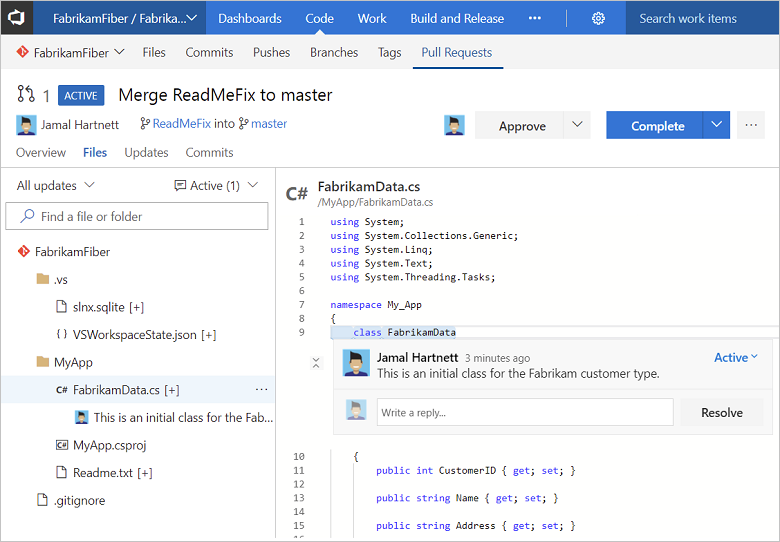 FabrikamFiber / Fabrika... Dashboards Code Work Build and Release ... Search work items
FabrikamFiber Files Commits Pushes Branches Tags Pull Requests
1 ACTIVE Merge ReadMeFix to master
Jamal Hartnett ReadMeFix into master Approve Complete ...
Overview Files Updates Commits
All updates Active (1)
Find a file or folder
FabrikamFiber
.vs
slnx.sqlite [+]
{ } VSWorkspaceState.json [+]
MyApp
C# FabrikamData.cs [+] ...
This is an initial class for the Fab...
C# MyApp.csproj
Readme.txt [+]
.gitignore
C# FabrikamData.cs
/MyApp/FabrikamData.cs
1 using System;
2 using System.Collections.Generic;
3 using System.Linq;
4 using System.Text;
5 using System.Threading.Tasks;
6
7 namespace My_App
8 {
9 class FabrikamData
Jamal Hartnett 3 minutes ago Active
This is an initial class for the Fabrikam customer type.
Write a reply... Resolve
10 {
11 public int CustomerID { get; set; }
12
13 public string Name { get; set; }
14
15 public string Address { get; set; }
16